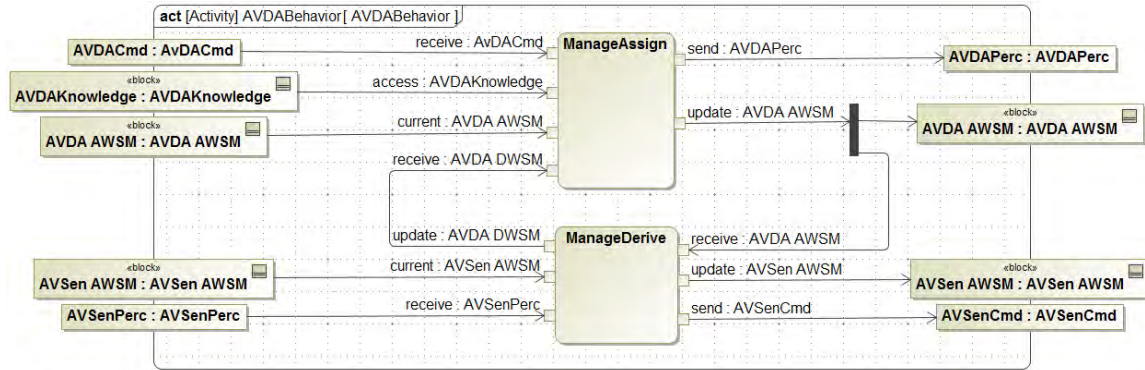 act [Activity] AVDABehavior[ AVDABehavior ]
AVDACmd : AvDACmd
receive : AvDACmd
ManageAssign
send : AVDAPerc
AVDAPerc : AVDAPerc
«block»
AVDAKnowledge : AVDAKnowledge
access : AVDAKnowledge
«block»
AVDA AWSM : AVDA AWSM
current : AVDA AWSM
update : AVDA AWSM
«block»
AVDA AWSM : AVDA AWSM
receive : AVDA DWSM
update : AVDA DWSM
ManageDerive
receive : AVDA AWSM
«block»
AVSen AWSM : AVSen AWSM
current : AVSen AWSM
update : AVSen AWSM
«block»
AVSen AWSM : AVSen AWSM
AVSenPerc : AVSenPerc
receive : AVSenPerc
send : AVSenCmd
AVSenCmd : AVSenCmd